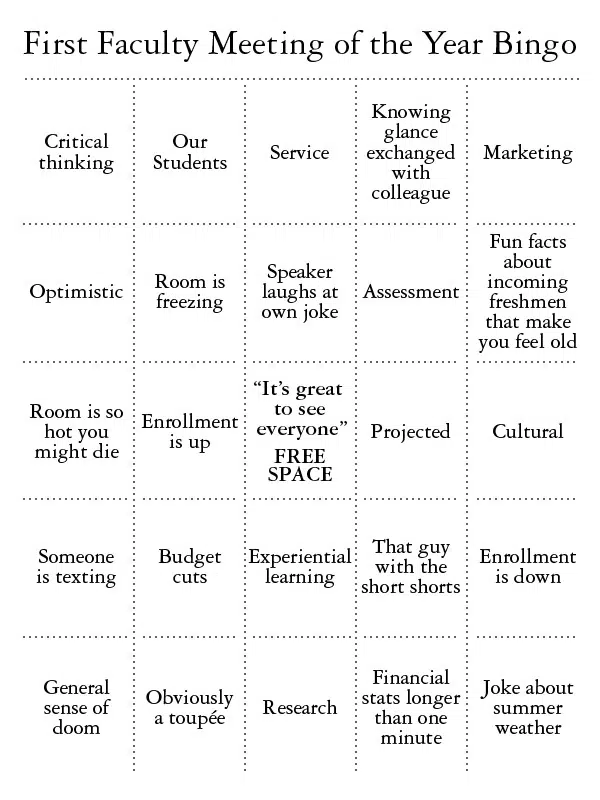 First Faculty Meeting of the Year Bingo
Critical
thinking
Our
Students
Service
Knowing
glance
exchanged
with
colleague
Marketing
Optimistic
Room is
freezing
Speaker
laughs at
own joke
Assessment
Fun facts
about
incoming
freshmen
that make
you feel old
Room is so
hot you
might die
Enrollment
is up
“It’s great
to see
everyone”
FREE
SPACE
Projected
Cultural
Someone
is texting
Budget
cuts
Experiential
learning
That guy
with the
short shorts
Enrollment
is down
General
sense of
doom
Obviously
a toupée
Research
Financial
stats longer
than one
minute
Joke about
summer
weather